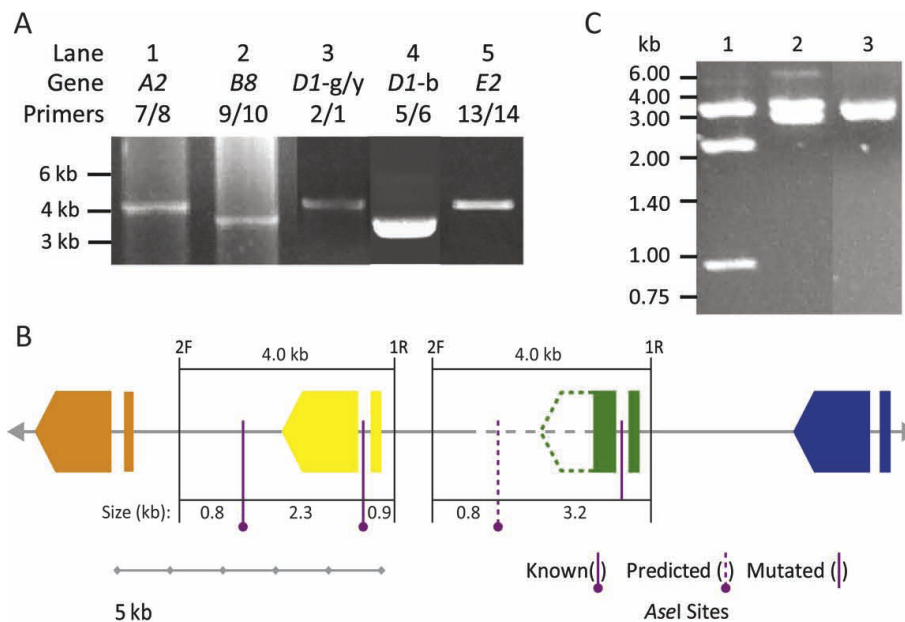 A
Lane 1 2 3 4 5
Gene A2 B8 D1-g/y D1-b E2
Primers 7/8 9/10 2/1 5/6 13/14
6 kb
4 kb
3 kb
C
kb 1 2 3
6.00
4.00
3.00
2.00
1.40
1.00
0.75
B
2F 4.0 kb 1R 2F 4.0 kb 1R
Size (kb): 0.8 2.3 0.9 0.8 3.2
Known() Predicted () Mutated ()
5 kb AseI Sites